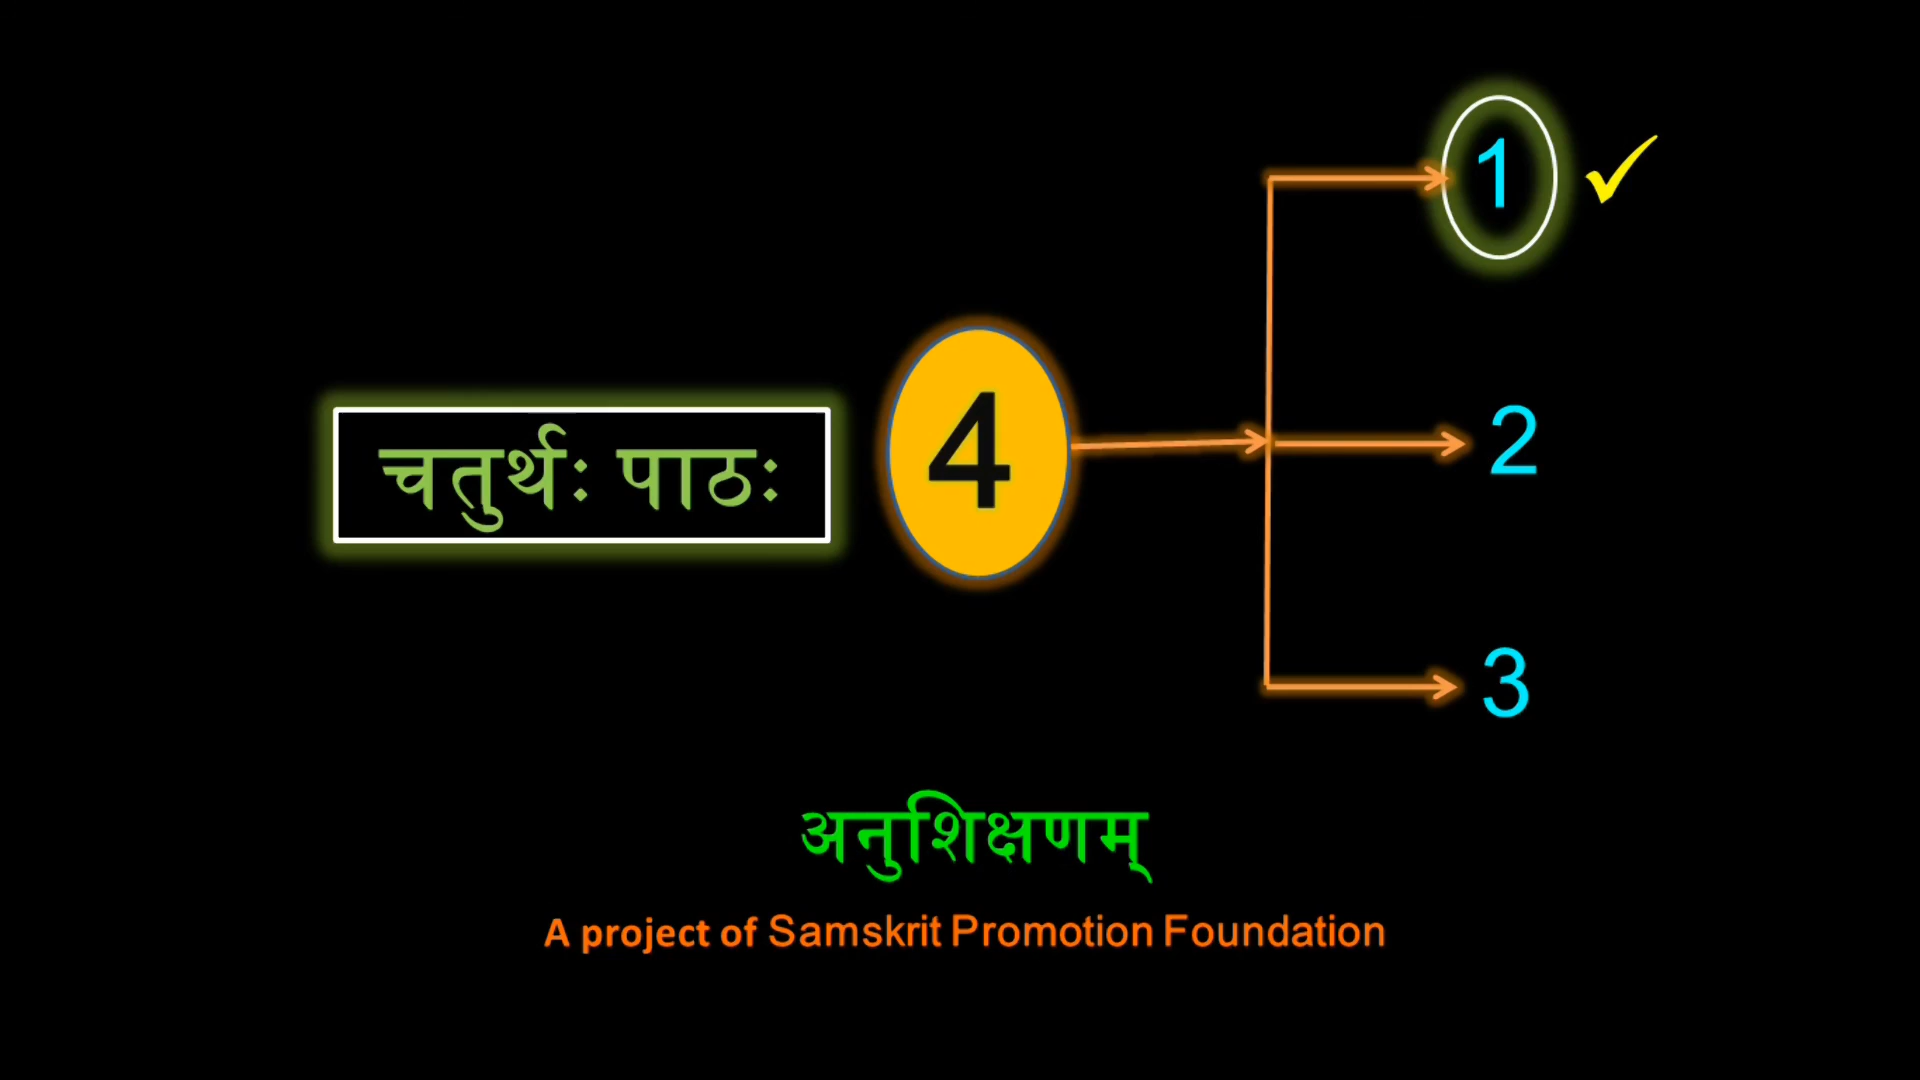 1 ✓
चतुर्थः पाठः 4
2
3
अनुशिक्षणम्
A project of Samskrit Promotion Foundation